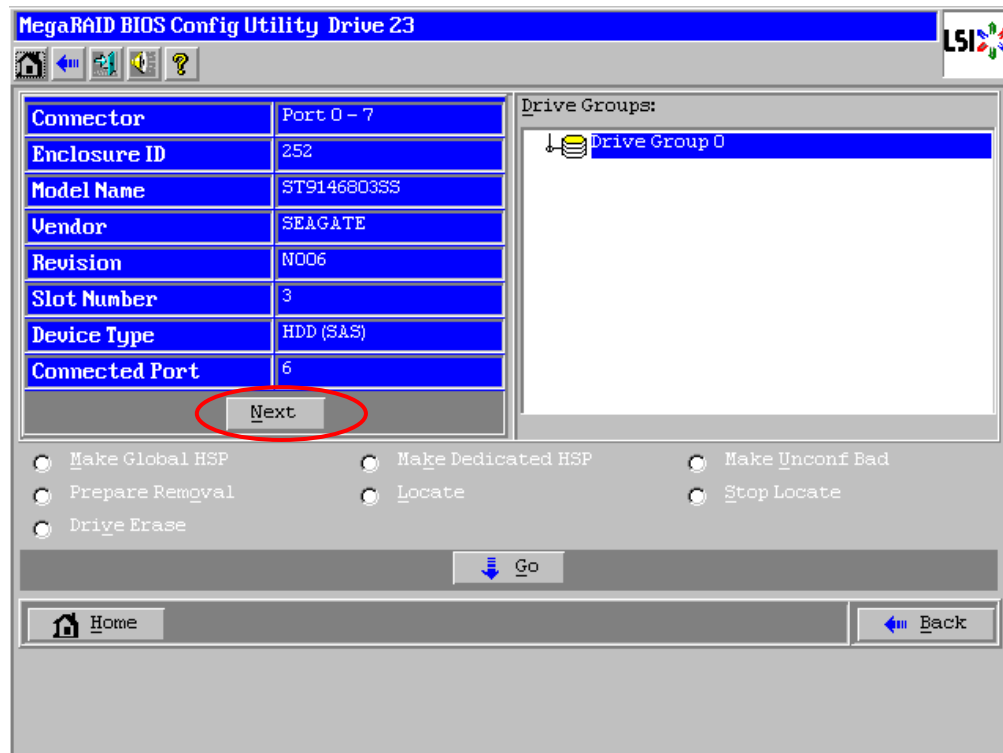 MegaRAID BIOS Config Utility Drive 23
LSI
Connector Port 0 - 7
Enclosure ID 252
Model Name ST9146803SS
Vendor SEAGATE
Revision N006
Slot Number 3
Device Type HDD (SAS)
Connected Port 6
Next
Drive Groups:
Drive Group 0
Make Global HSP Make Dedicated HSP Make Unconf Bad
Prepare Removal Locate Stop Locate
Drive Erase
Go
Home Back